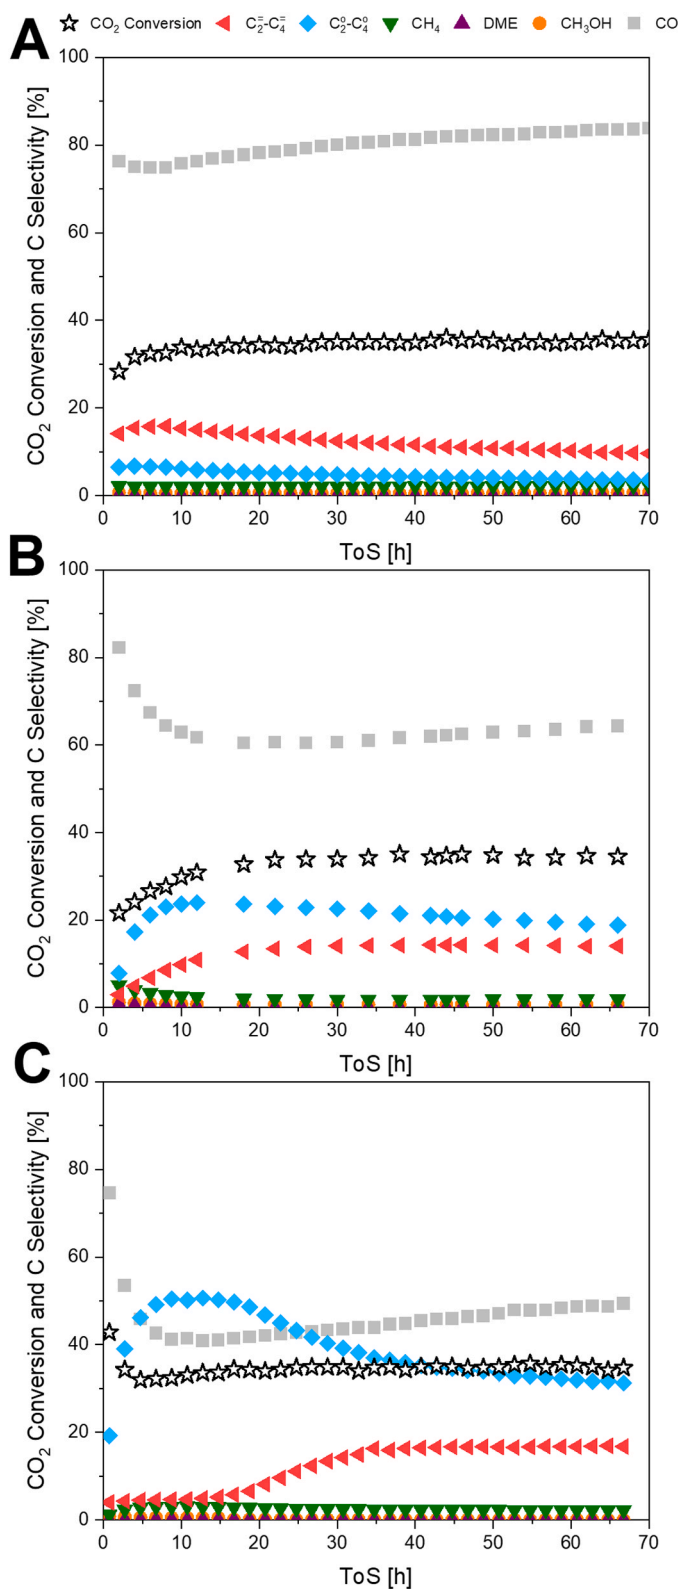 CO₂ Conversion C₂⁼-C₄⁼ C₂º-C₄º CH₄ DME CH₃OH CO
A
CO₂ Conversion and C Selectivity [%]
100
80
60
40
20
0
0 10 20 30 40 50 60 70
ToS [h]
B
CO₂ Conversion and C Selectivity [%]
100
80
60
40
20
0
0 10 20 30 40 50 60 70
ToS [h]
C
CO₂ Conversion and C Selectivity [%]
100
80
60
40
20
0
0 10 20 30 40 50 60 70
ToS [h]